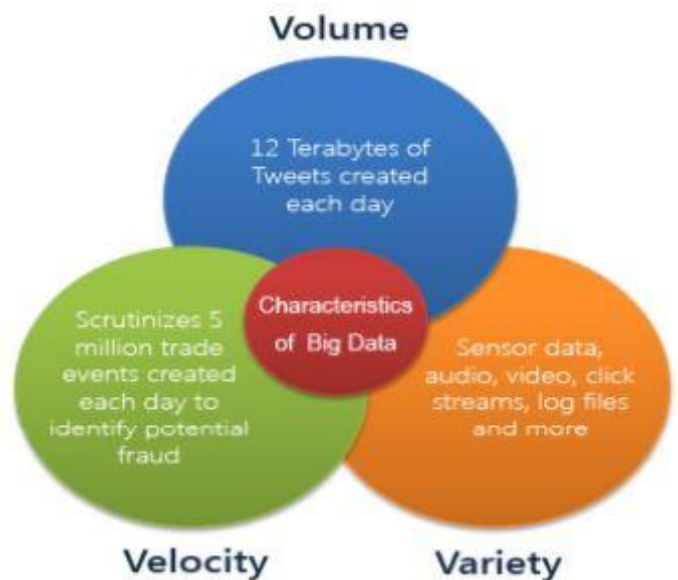 Volume
12 Terabytes of
Tweets created
each day
Characteristics
of Big Data
Scrutinizes 5
million trade
events created
each day to
identify potential
fraud
Sensor data,
audio, video, click
streams, log files
and more
Velocity
Variety